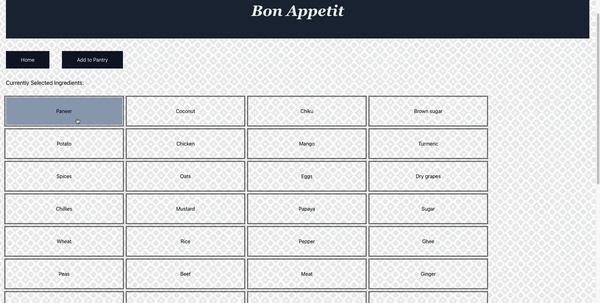 Bon Appetit
Home Add to Pantry
Currently Selected Ingredients:
Paneer Coconut Chiku Brown sugar
Potato Chicken Mango Turmeric
Spices Oats Eggs Dry grapes
Chillies Mustard Papaya Sugar
Wheat Rice Pepper Ghee
Peas Beef Meat Ginger